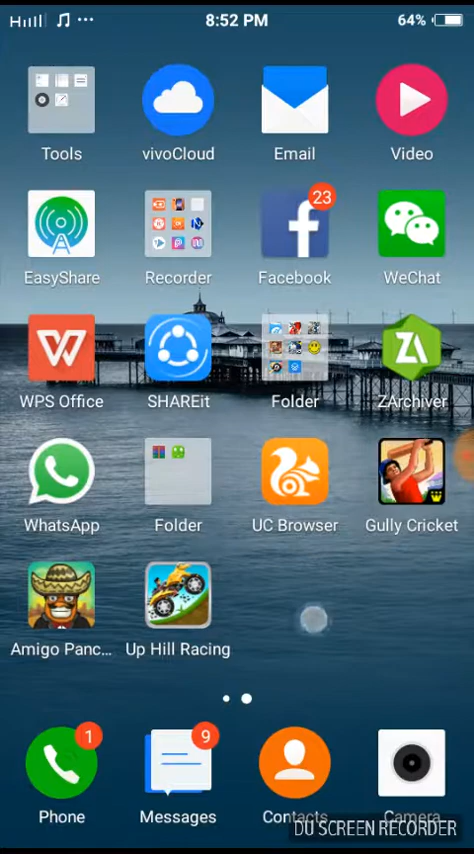 8:52 PM 64%
Tools vivoCloud Email Video
23
EasyShare Recorder Facebook WeChat
WPS Office SHAREit Folder ZArchiver
WhatsApp Folder UC Browser Gully Cricket
Amigo Panc... Up Hill Racing
1 9
Phone Messages Contacts Camera
DU SCREEN RECORDER